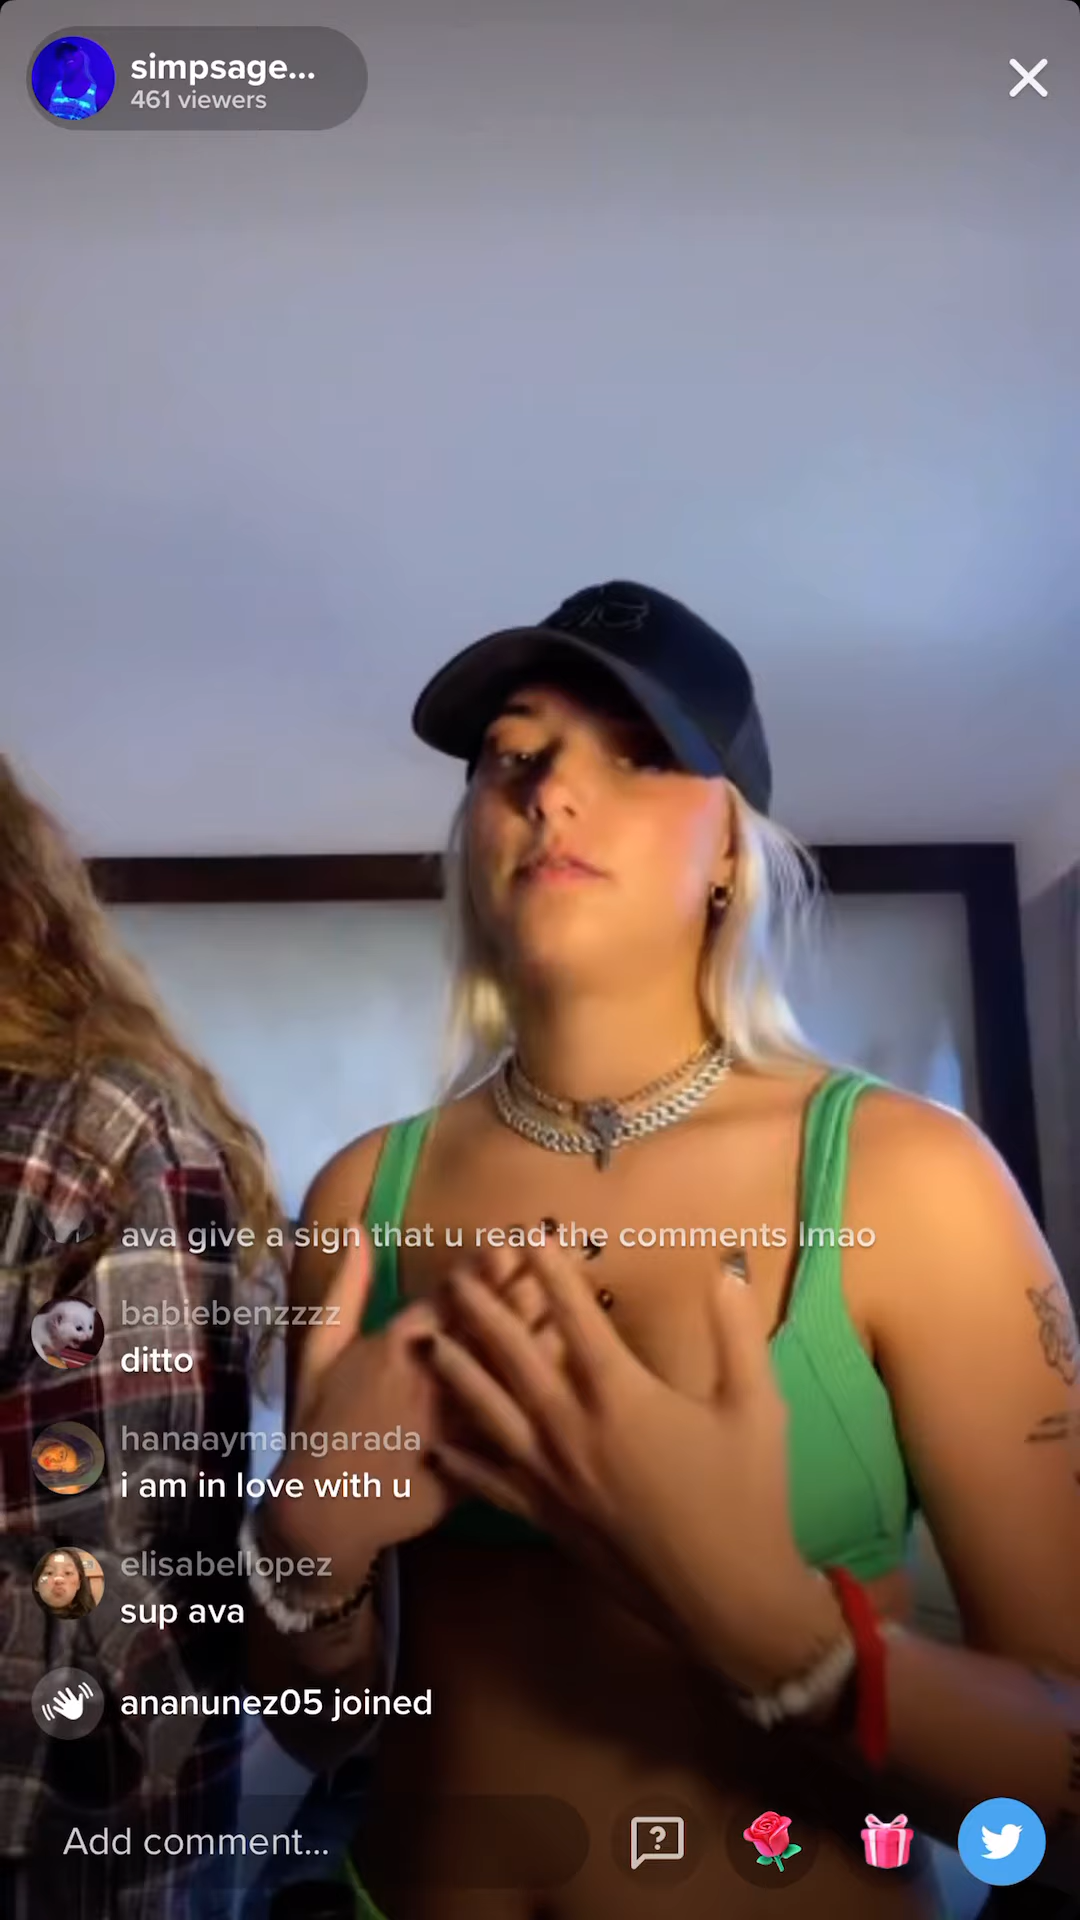 simpsage...
461 viewers
ava give a sign that u read the comments lmao
babiebenzzzz
ditto
hanaaymangarada
i am in love with u
elisabellopez
sup ava
ananunez05 joined
Add comment...
?